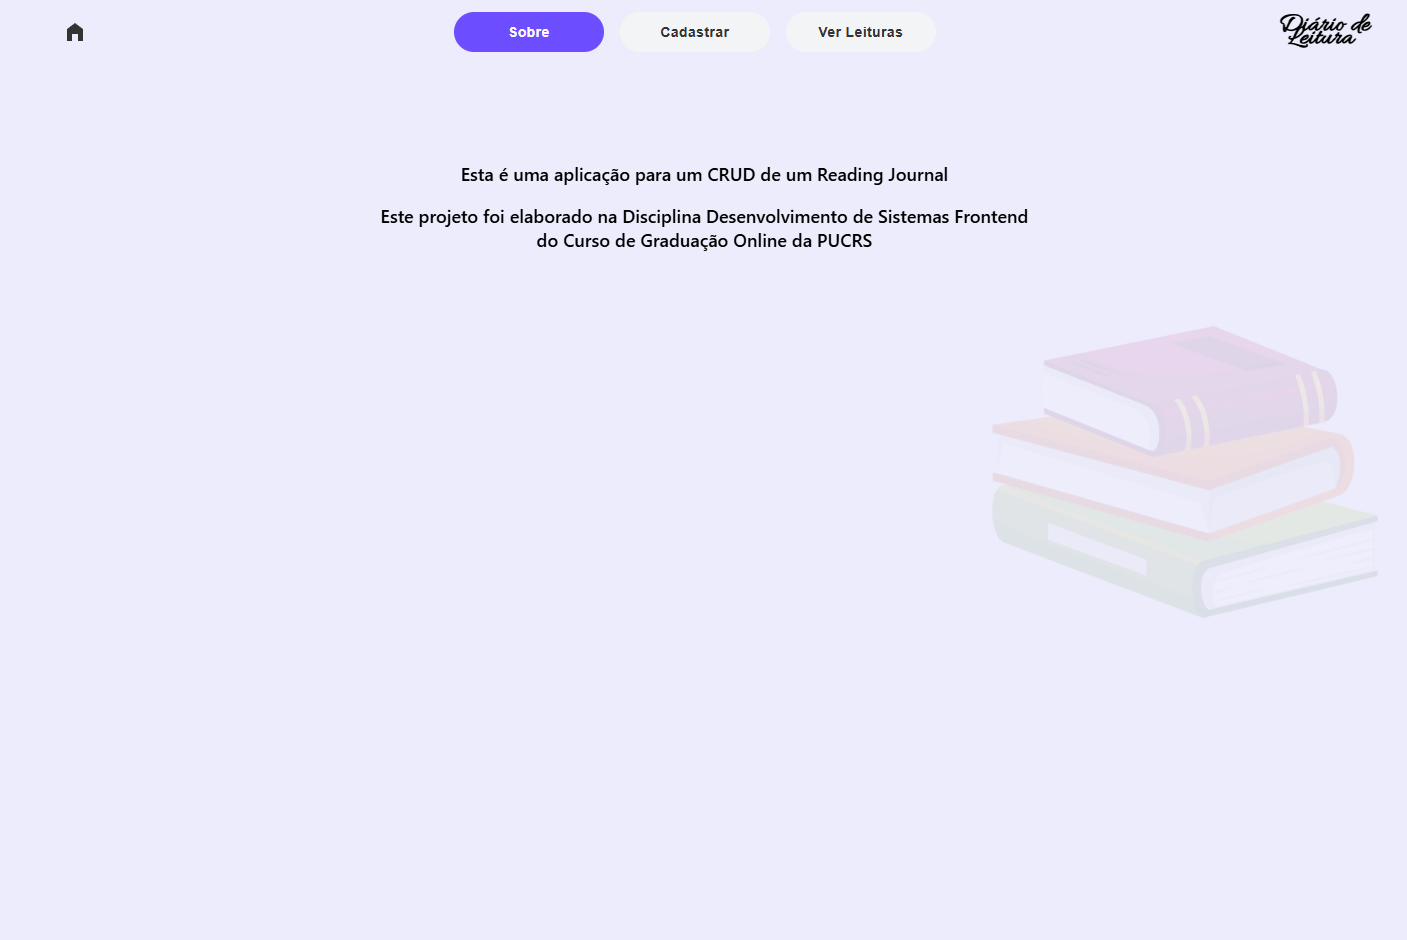 Sobre
Cadastrar
Ver Leituras
Diário de
Leitura
Esta é uma aplicação para um CRUD de um Reading Journal
Este projeto foi elaborado na Disciplina Desenvolvimento de Sistemas Frontend
do Curso de Graduação Online da PUCRS